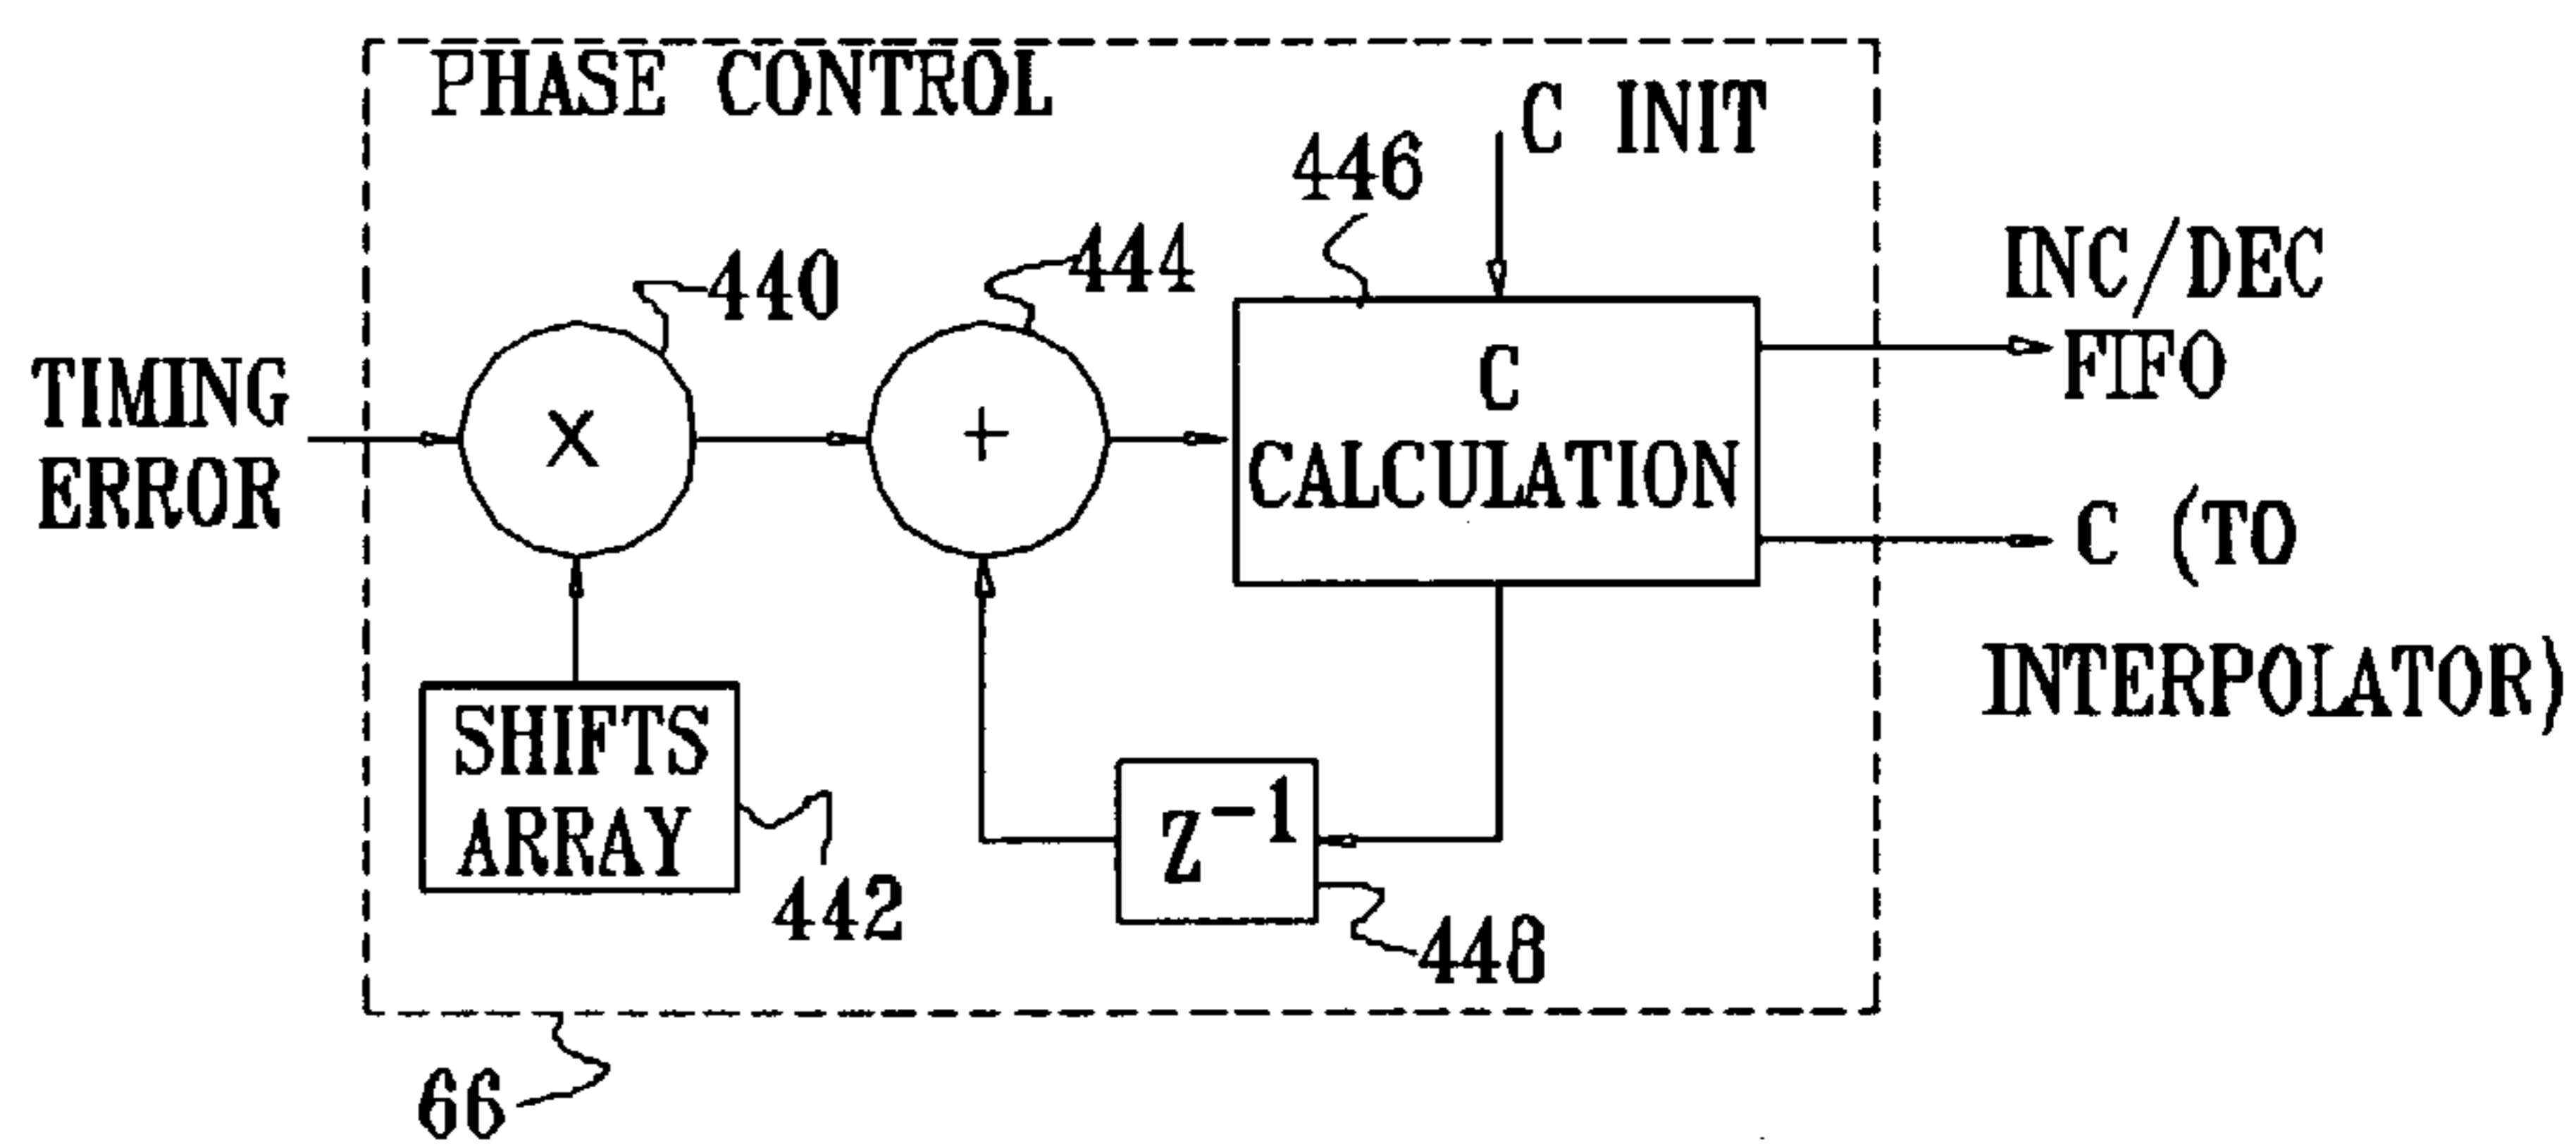 PHASE CONTROL
C INIT
446
440
444
INC/DEC
FIFO
TIMING
ERROR
X
+
C
CALCULATION
C (TO
INTERPOLATOR)
SHIFTS
ARRAY
Z⁻¹
442
448
66